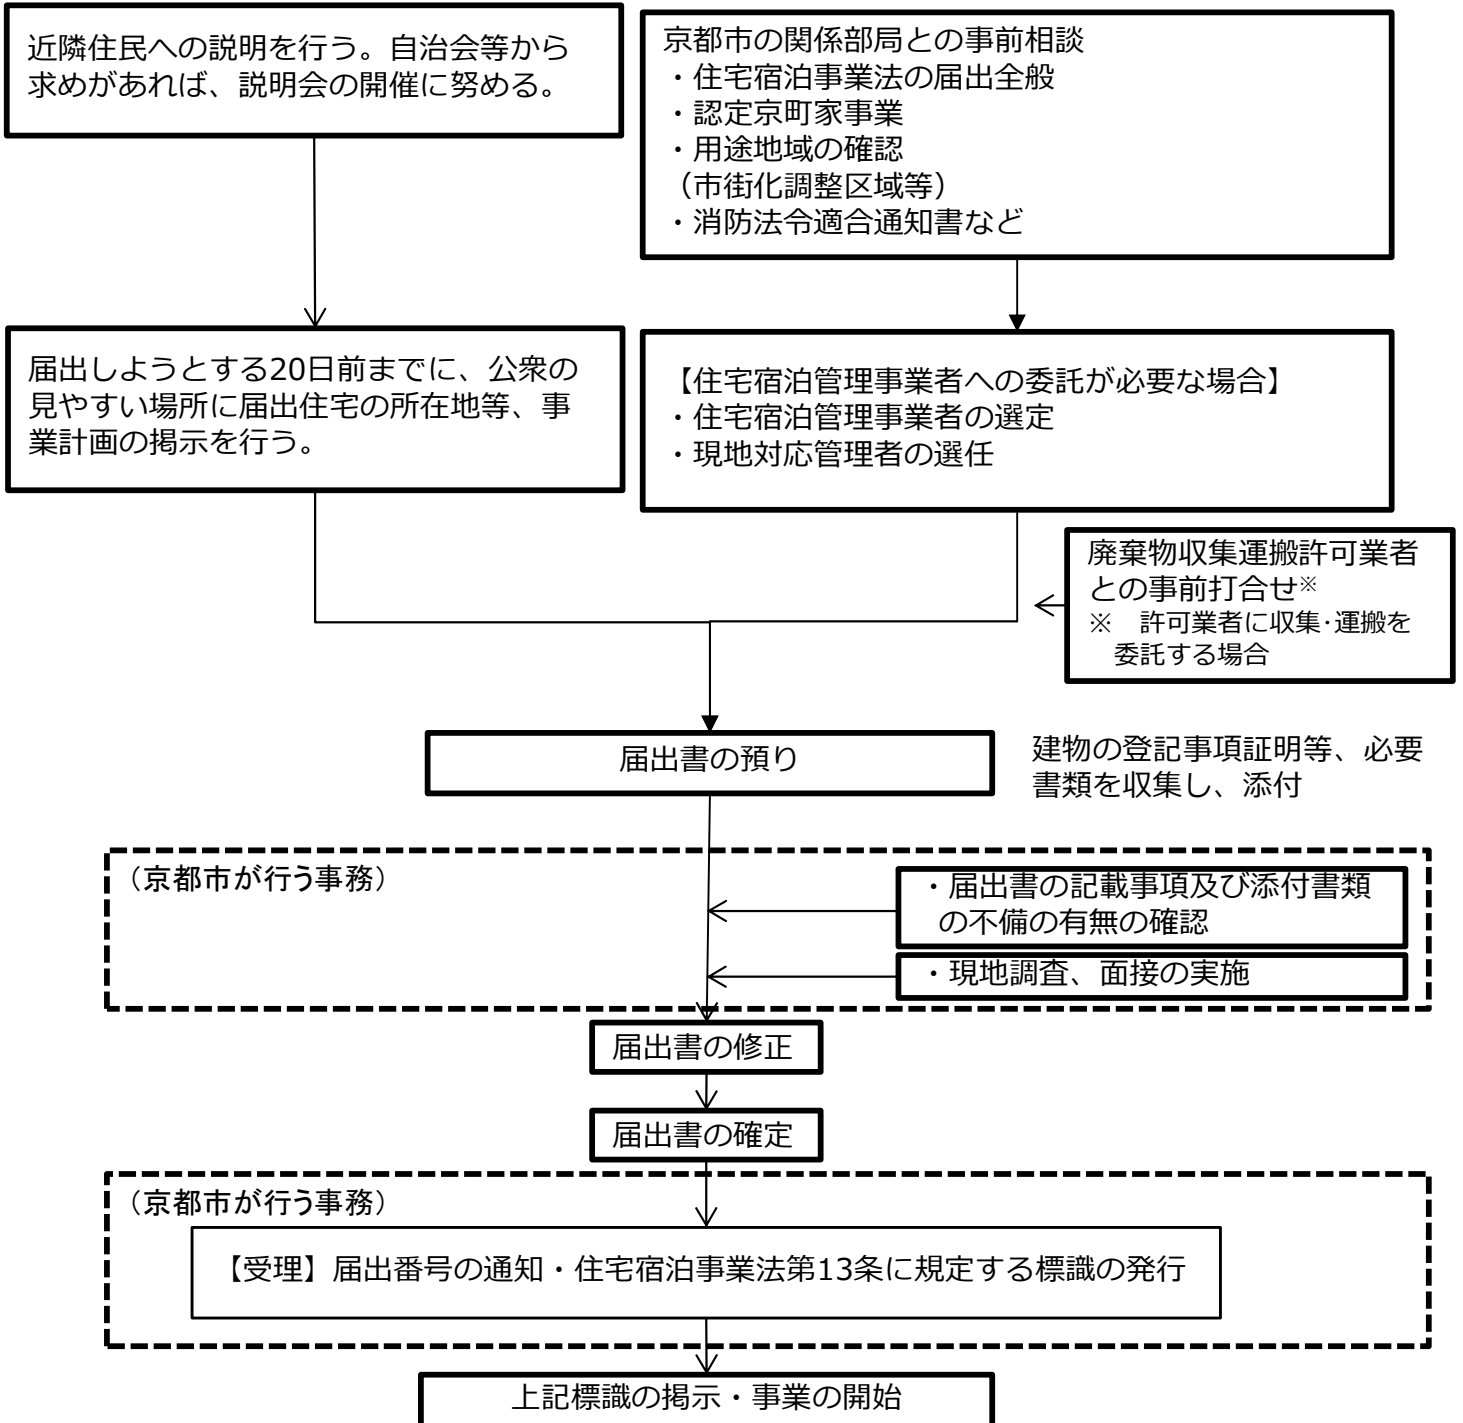 近隣住民への説明を行う。自治会等から
求めがあれば、説明会の開催に努める。
京都市の関係部局との事前相談
・住宅宿泊事業法の届出全般
・認定京町家事業
・用途地域の確認
（市街化調整区域等）
・消防法令適合通知書など
届出しようとする20日前までに、公衆の
見やすい場所に届出住宅の所在地等、事
業計画の掲示を行う。
【住宅宿泊管理事業者への委託が必要な場合】
・住宅宿泊管理事業者の選定
・現地対応管理者の選任
廃棄物収集運搬許可業者
との事前打合せ※
※　許可業者に収集･運搬を
委託する場合
届出書の預り
建物の登記事項証明等、必要
書類を収集し、添付
（京都市が行う事務）
・届出書の記載事項及び添付書類
の不備の有無の確認
・現地調査、面接の実施
届出書の修正
届出書の確定
（京都市が行う事務）
【受理】届出番号の通知・住宅宿泊事業法第13条に規定する標識の発行
上記標識の掲示・事業の開始